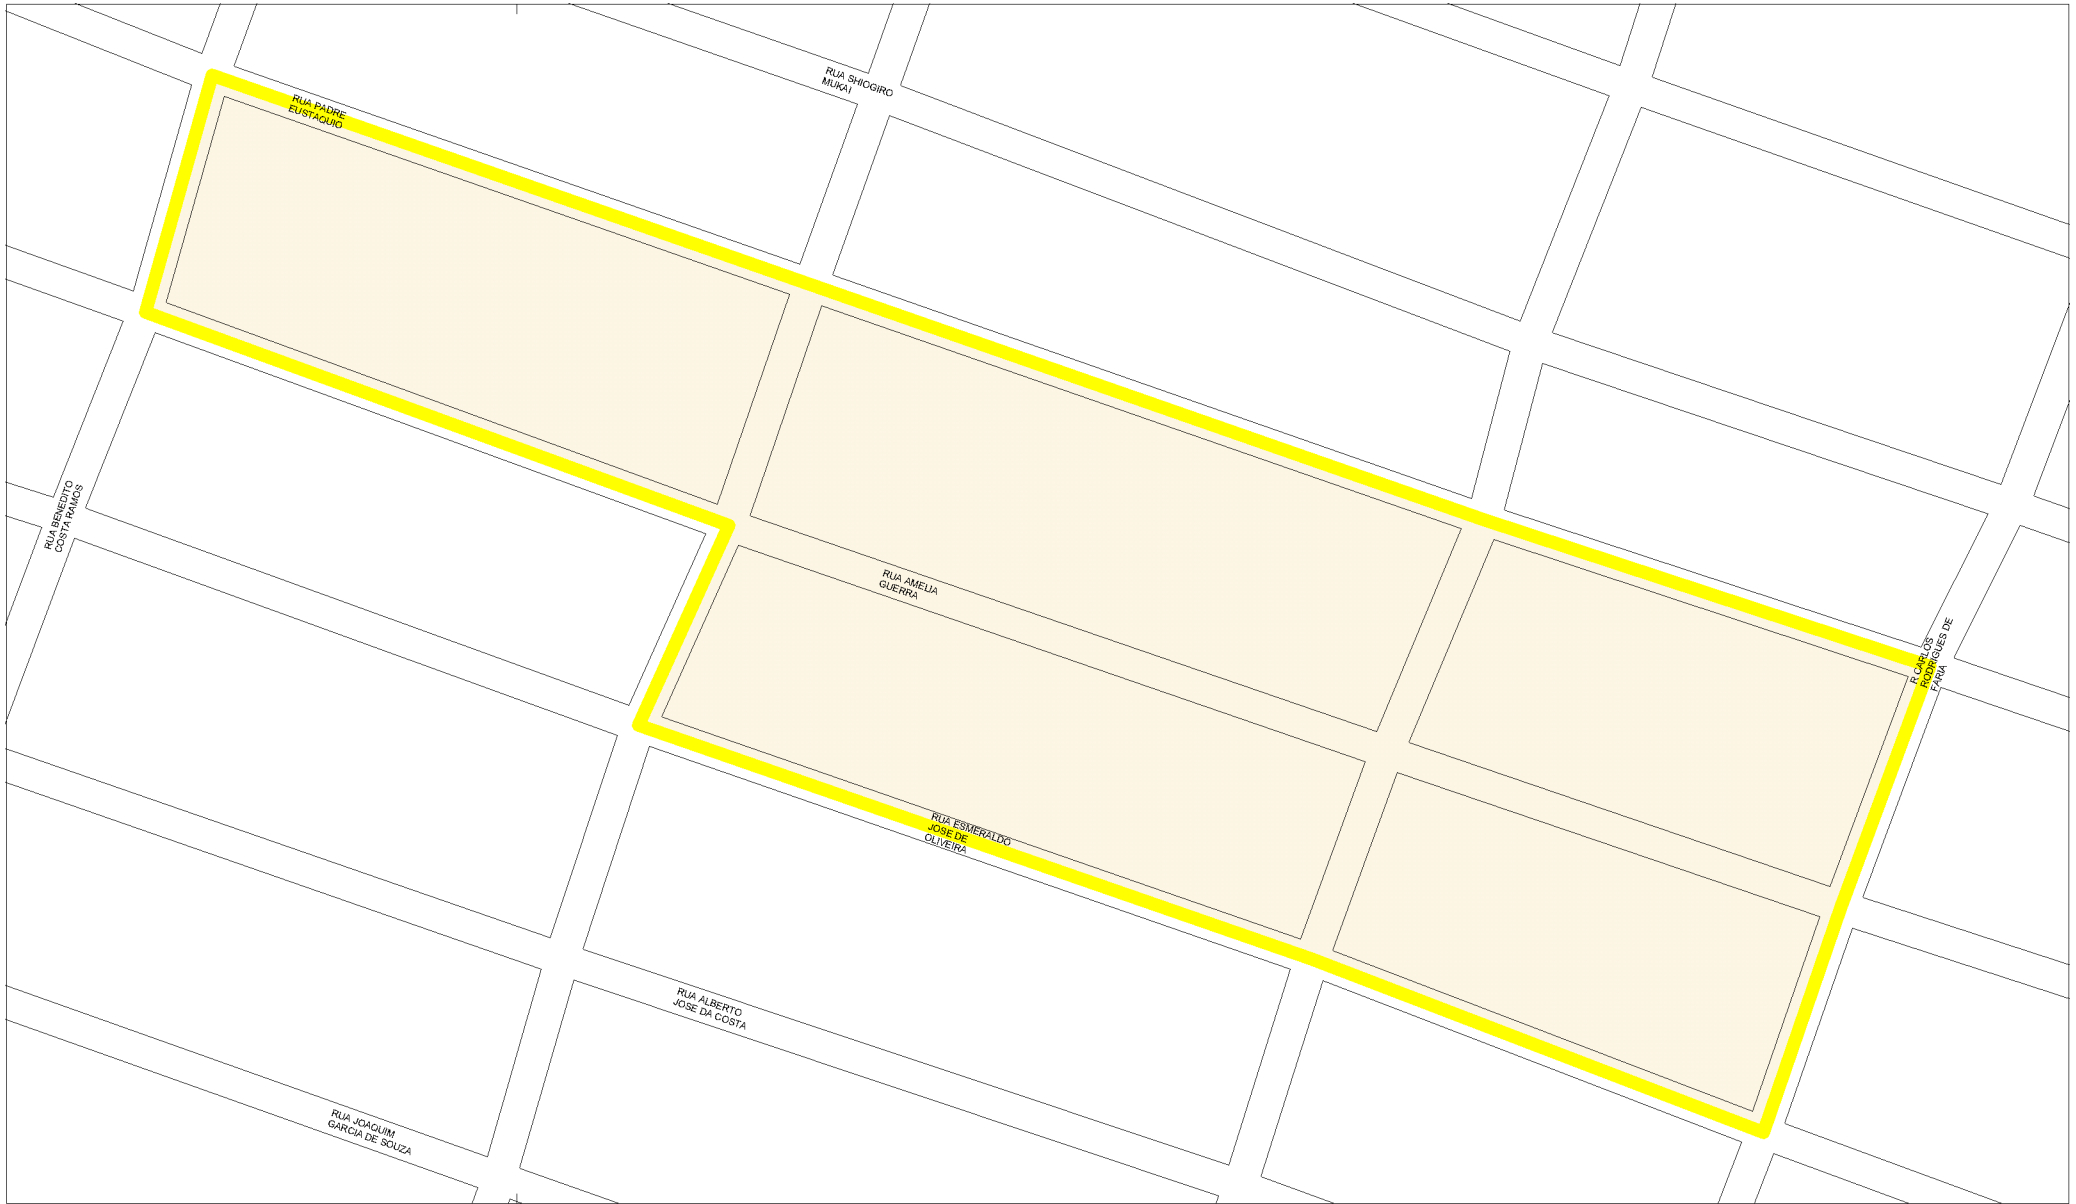 RUA SHIOGIRO
MUKAI
RUA PADRE
EUSTAQUIO
RUA BENEDITO
COSTA RAMOS
RUA AMELIA
GUERRA
R CARLOS
RODRIGUES DE
FARIA
RUA ESMERALDO
JOSE DE
OLIVEIRA
RUA ALBERTO
JOSE DA COSTA
RUA JOAQUIM
GARCIA DE SOUZA